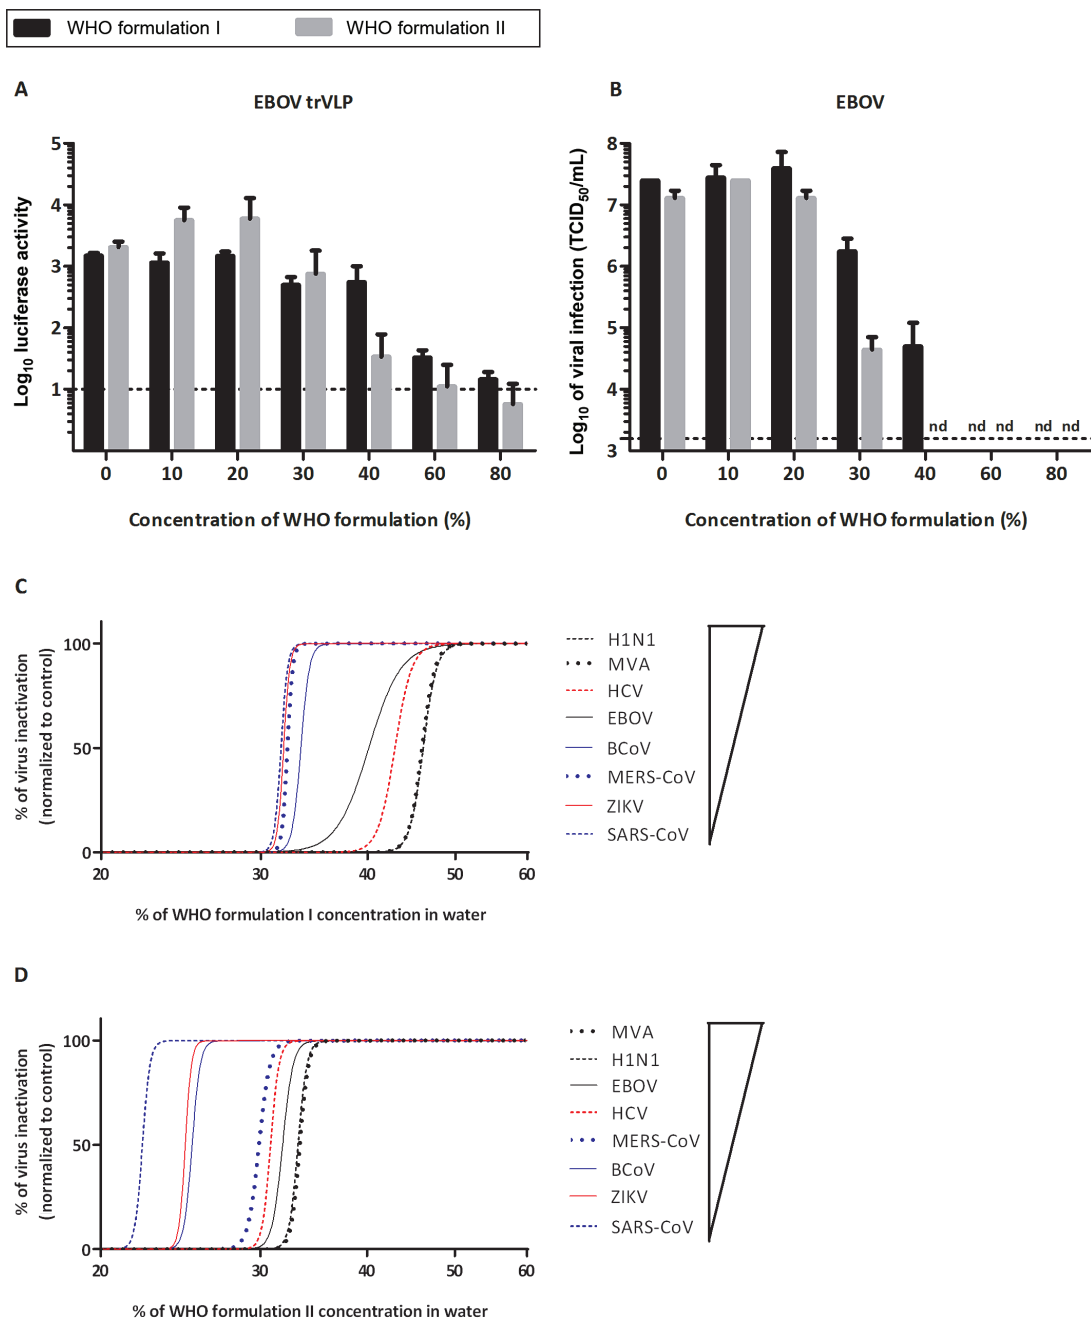 WHO formulation I WHO formulation II
A
EBOV trVLP
Log10 luciferase activity
5
4
3
2
1
0 10 20 30 40 60 80
Concentration of WHO formulation (%)
B
EBOV
Log10 of viral infection (TCID50/mL)
8
7
6
5
4
3
nd nd nd nd nd
0 10 20 30 40 60 80
Concentration of WHO formulation (%)
C
% of virus inactivation
(normalized to control)
100
50
0
20 30 40 50 60
% of WHO formulation I concentration in water
H1N1
MVA
HCV
EBOV
BCoV
MERS-CoV
ZIKV
SARS-CoV
D
% of virus inactivation
(normalized to control)
100
50
0
20 30 40 50 60
% of WHO formulation II concentration in water
MVA
H1N1
EBOV
HCV
MERS-CoV
BCoV
ZIKV
SARS-CoV